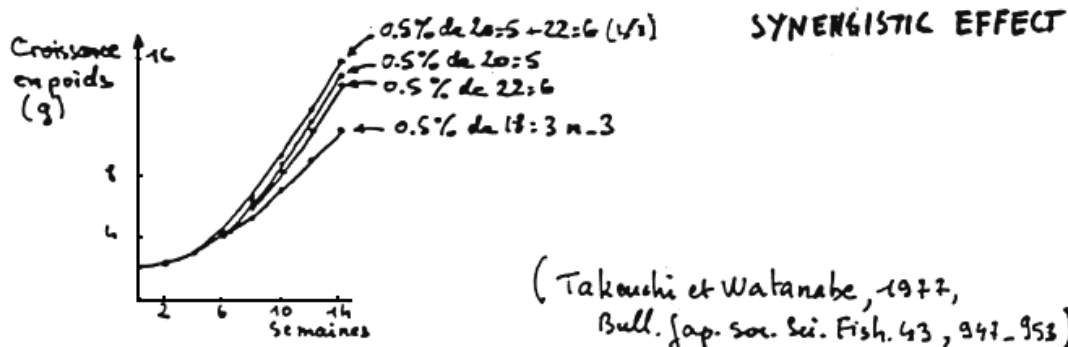 SYNERGISTIC EFFECT
Croissance
en poids
(g)
16
8
4
2 6 10 14
Semaines
0.5% de 20:5 + 22:6 (1/1)
0.5% de 20:5
0.5% de 22:6
0.5% de 18:3 n-3
(Takeuchi et Watanabe, 1977,
Bull. Jap. Soc. Sci. Fish. 43, 947-953)